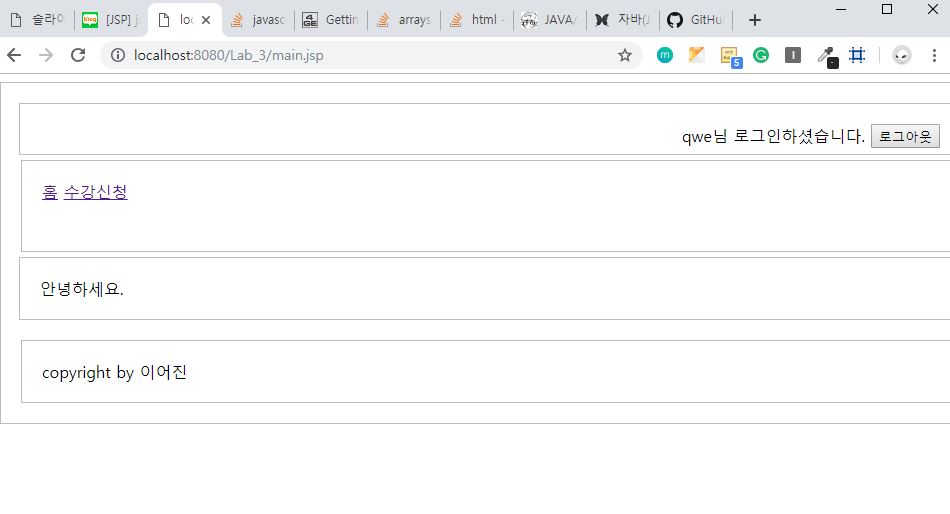 슬라이 [JSP] j loc javasc Gettin arrays html - JAVA/ 자바(J GitHu
localhost:8080/Lab_3/main.jsp
qwe님 로그인하셨습니다. 로그아웃
홈 수강신청
안녕하세요.
copyright by 이어진